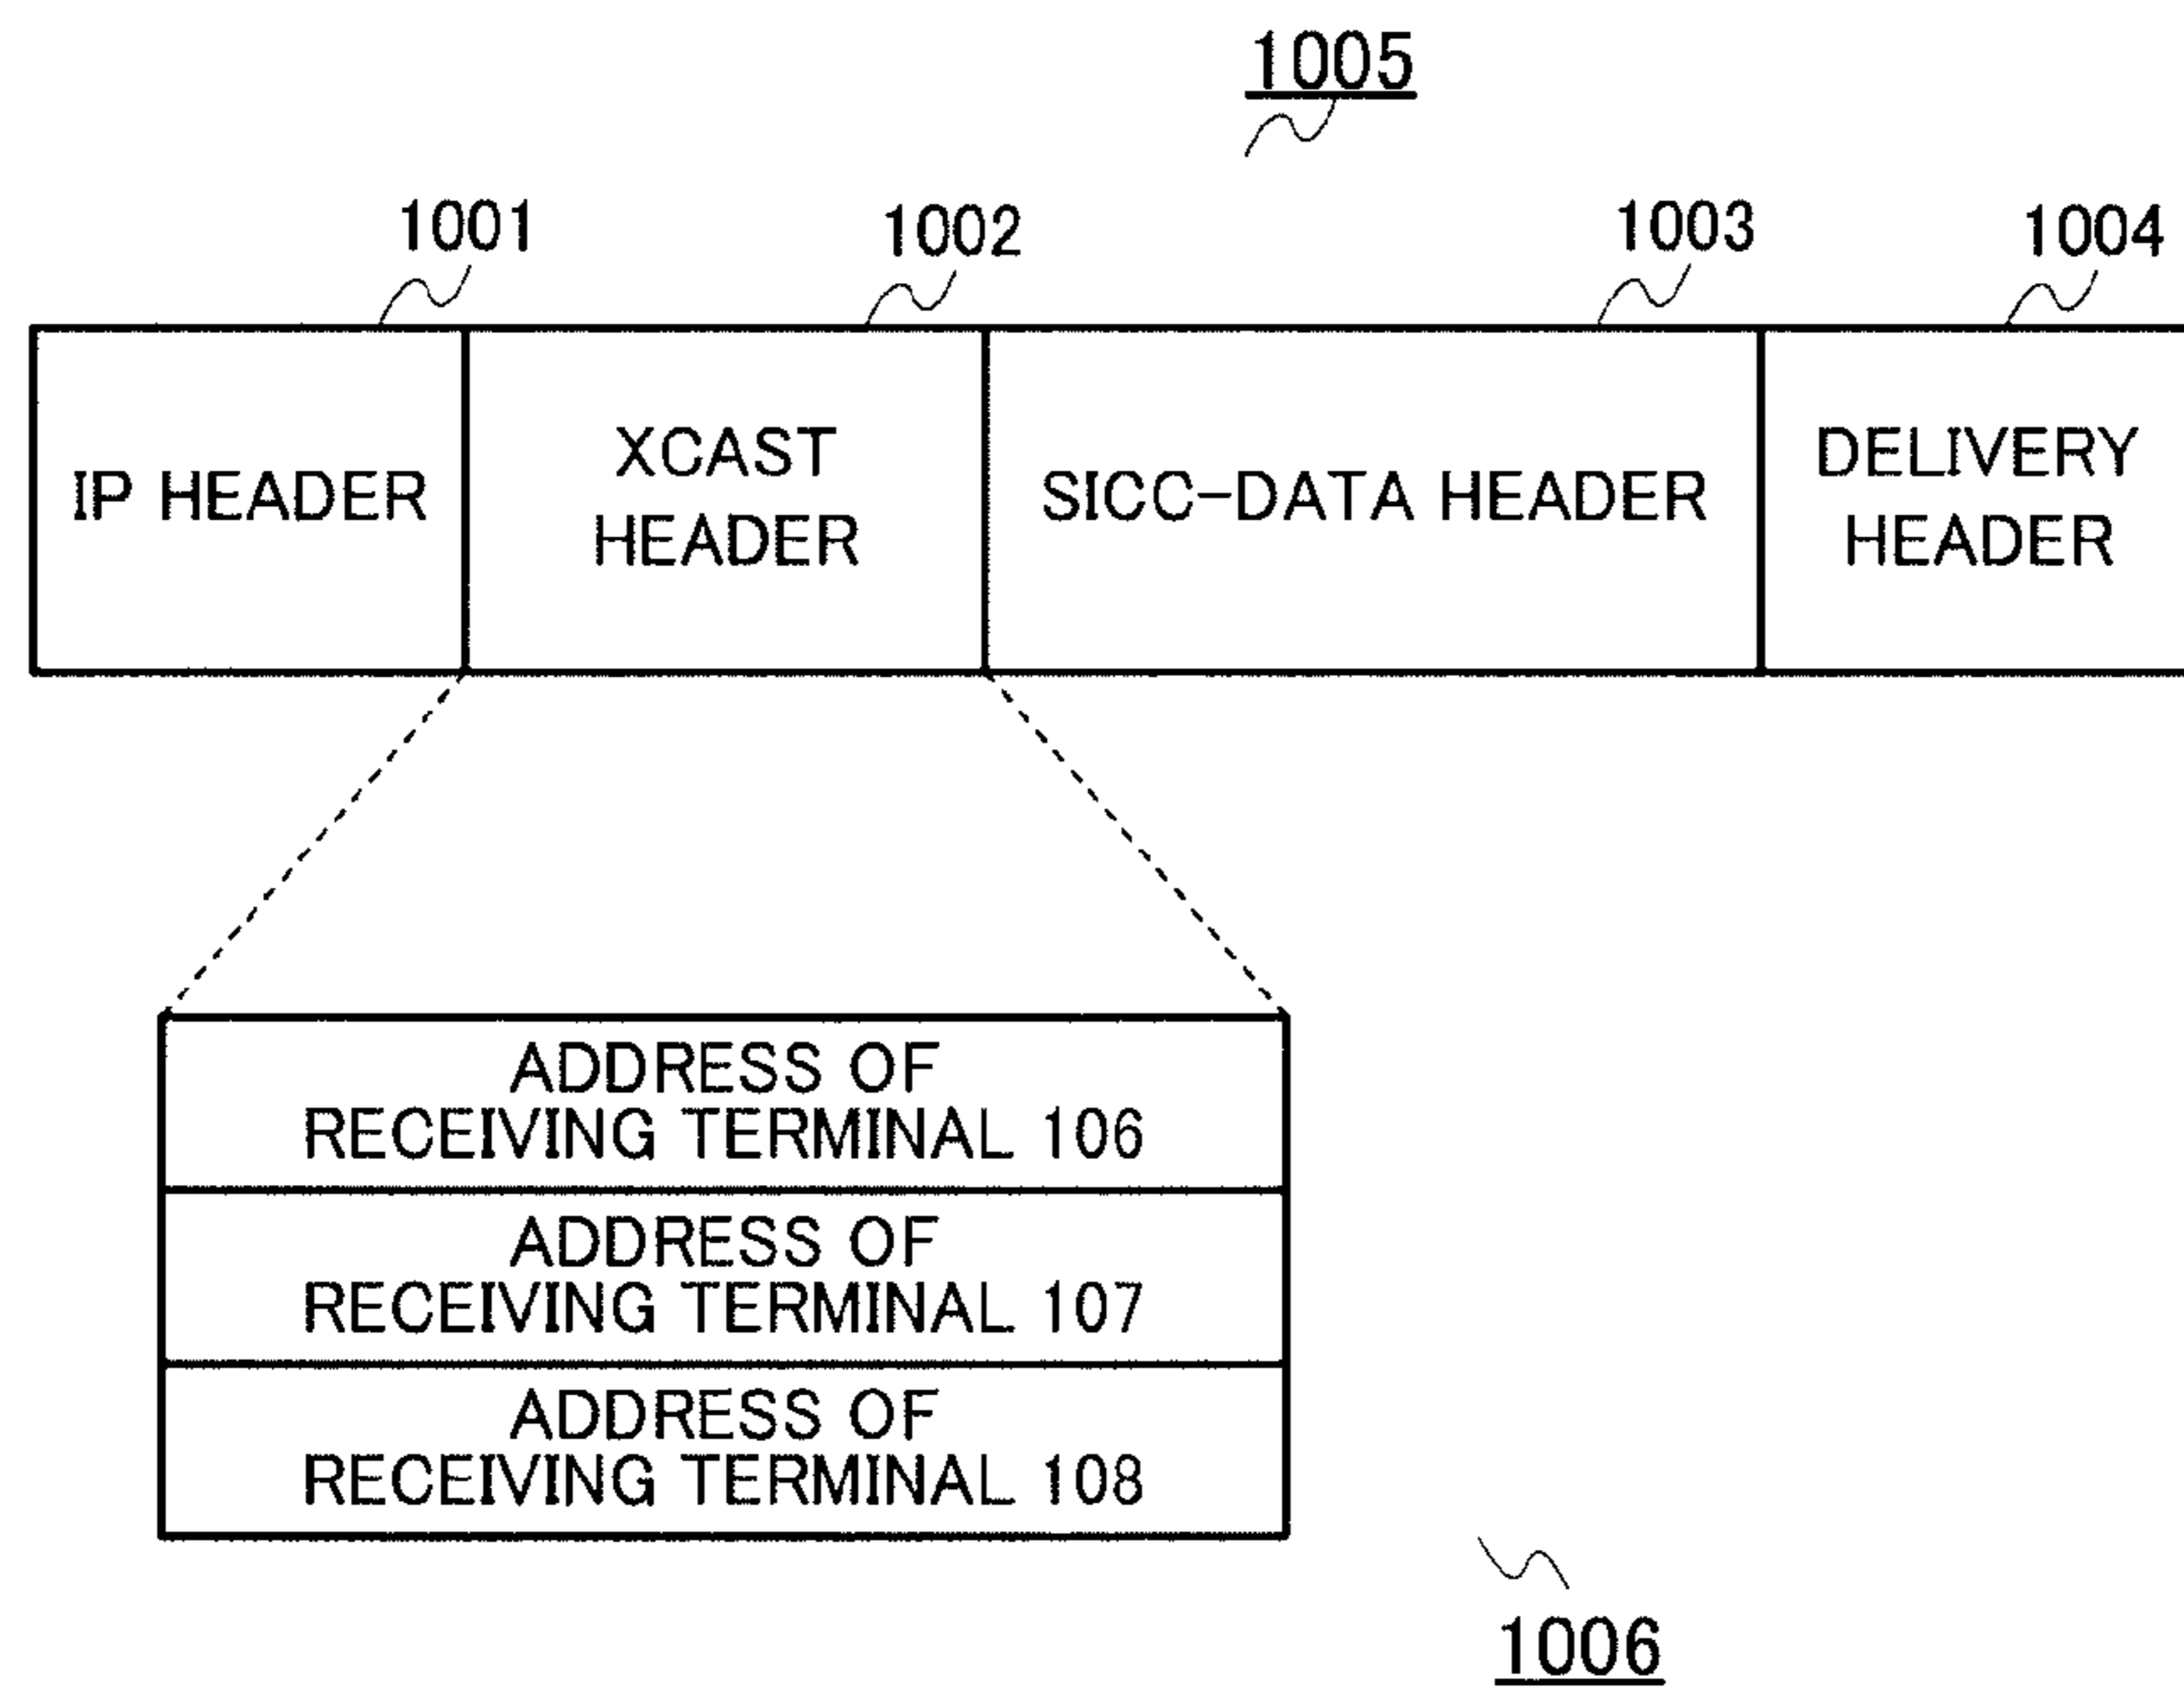 1005
1001
1002
1003
1004
IP HEADER
XCAST
HEADER
SICC-DATA HEADER
DELIVERY
HEADER
ADDRESS OF
RECEIVING TERMINAL 106
ADDRESS OF
RECEIVING TERMINAL 107
ADDRESS OF
RECEIVING TERMINAL 108
1006